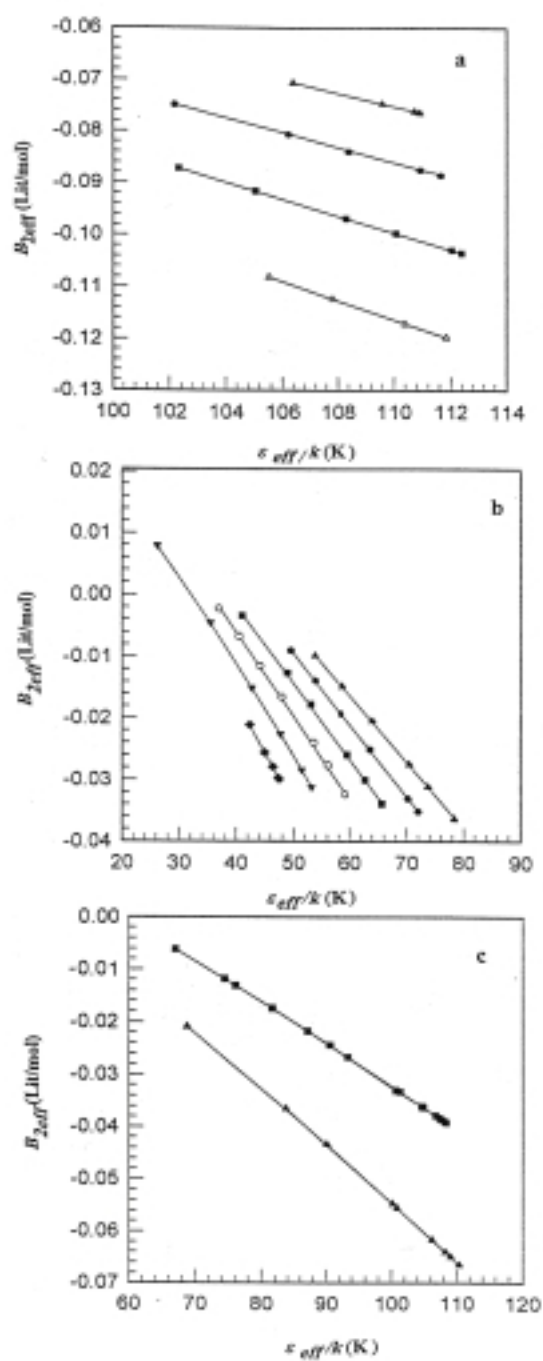 -0.06
a
-0.07
-0.08
-0.09
-0.10
-0.11
-0.12
-0.13
B2eff (Lit/mol)
100 102 104 106 108 110 112 114
ε eff/k (K)
0.02
b
0.01
0.00
-0.01
-0.02
-0.03
-0.04
B2eff (Lit/mol)
20 30 40 50 60 70 80 90
εeff/k (K)
0.00
c
-0.01
-0.02
-0.03
-0.04
-0.05
-0.06
-0.07
B2eff (Lit/mol)
60 70 80 90 100 110 120
ε eff/k (K)